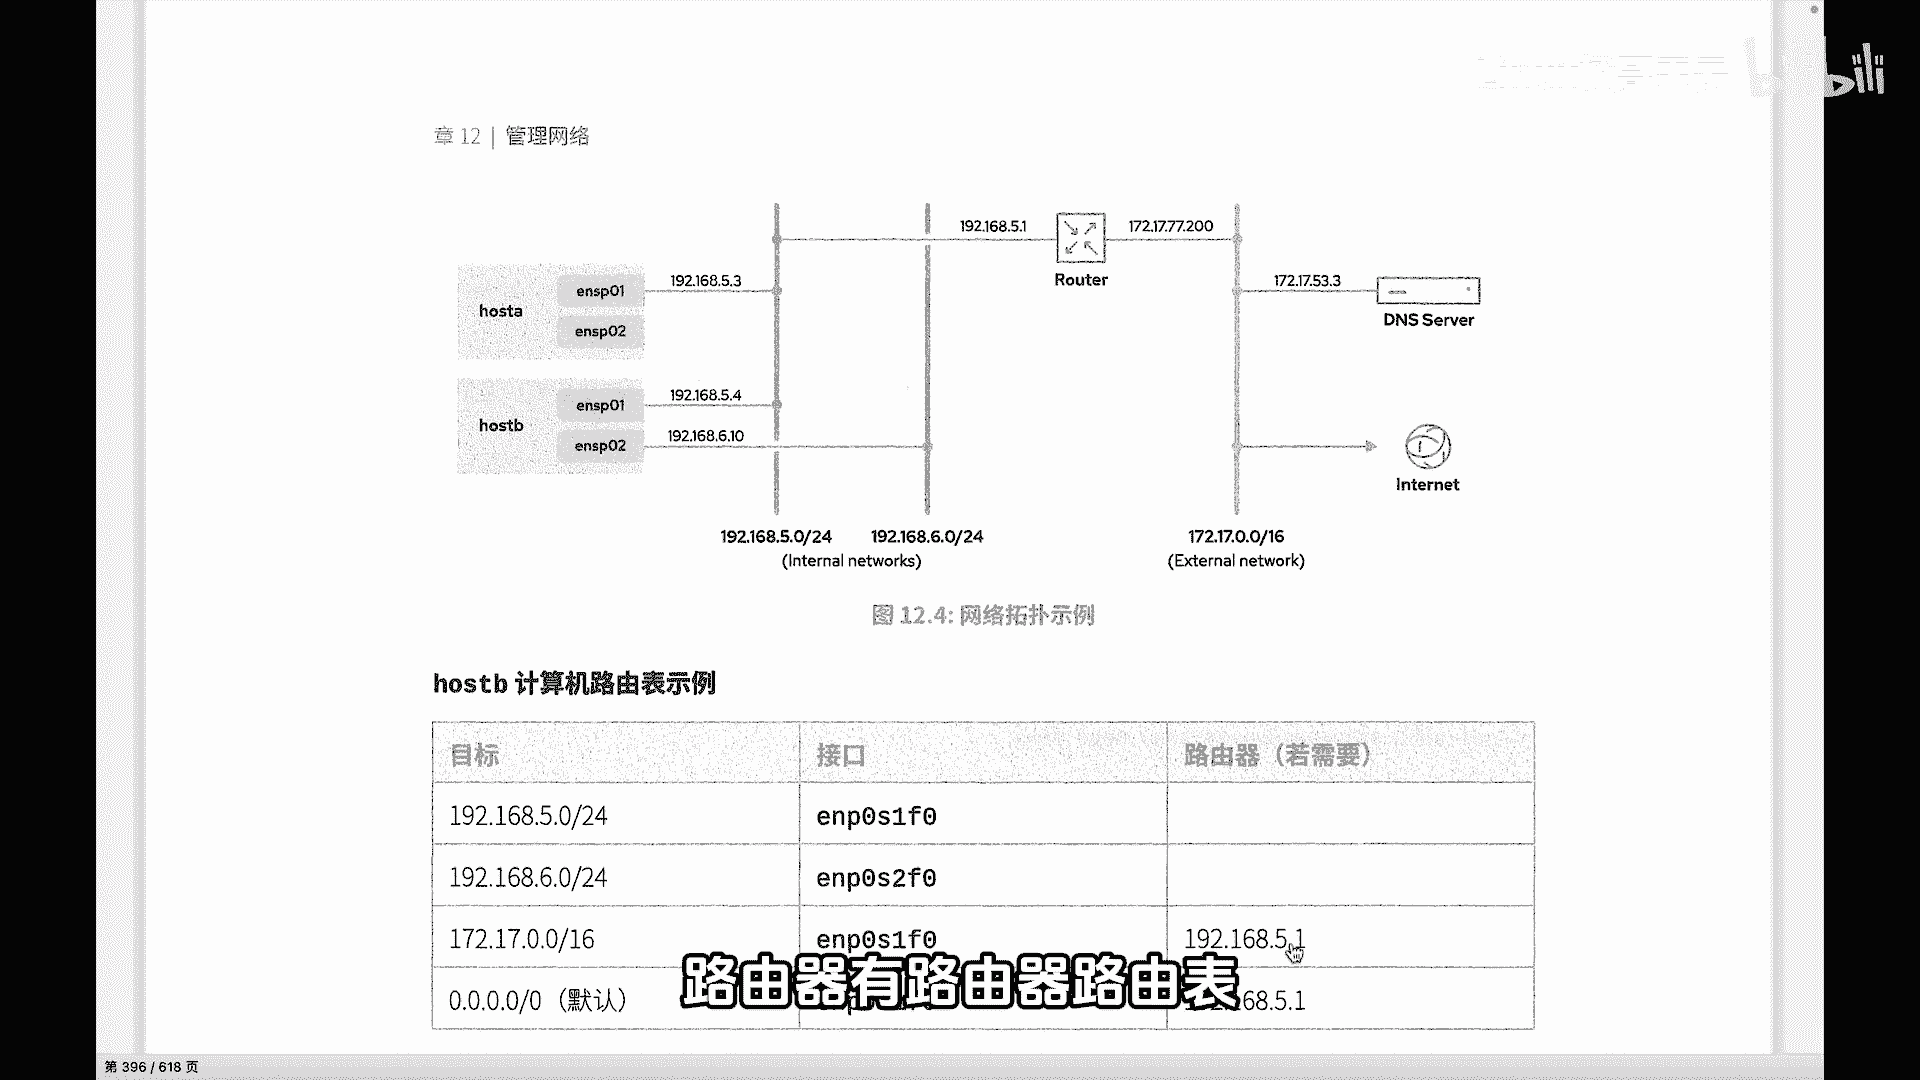 bili
章 12 | 管理网络
192.168.5.1
172.17.77.200
Router
192.168.5.3
172.17.53.3
hosta
ensp01
ensp02
DNS Server
192.168.5.4
hostb
ensp01
192.168.6.10
ensp02
Internet
192.168.5.0/24
192.168.6.0/24
(Internal networks)
172.17.0.0/16
(External network)
图 12.4: 网络拓扑示例
hostb 计算机路由表示例
目标 接口 路由器（若需要）
192.168.5.0/24 enp0s1f0
192.168.6.0/24 enp0s2f0
172.17.0.0/16 enp0s1f0 192.168.5.1
0.0.0.0/0（默认） 68.5.1
路由器有路由器路由表
第 396 / 618 页